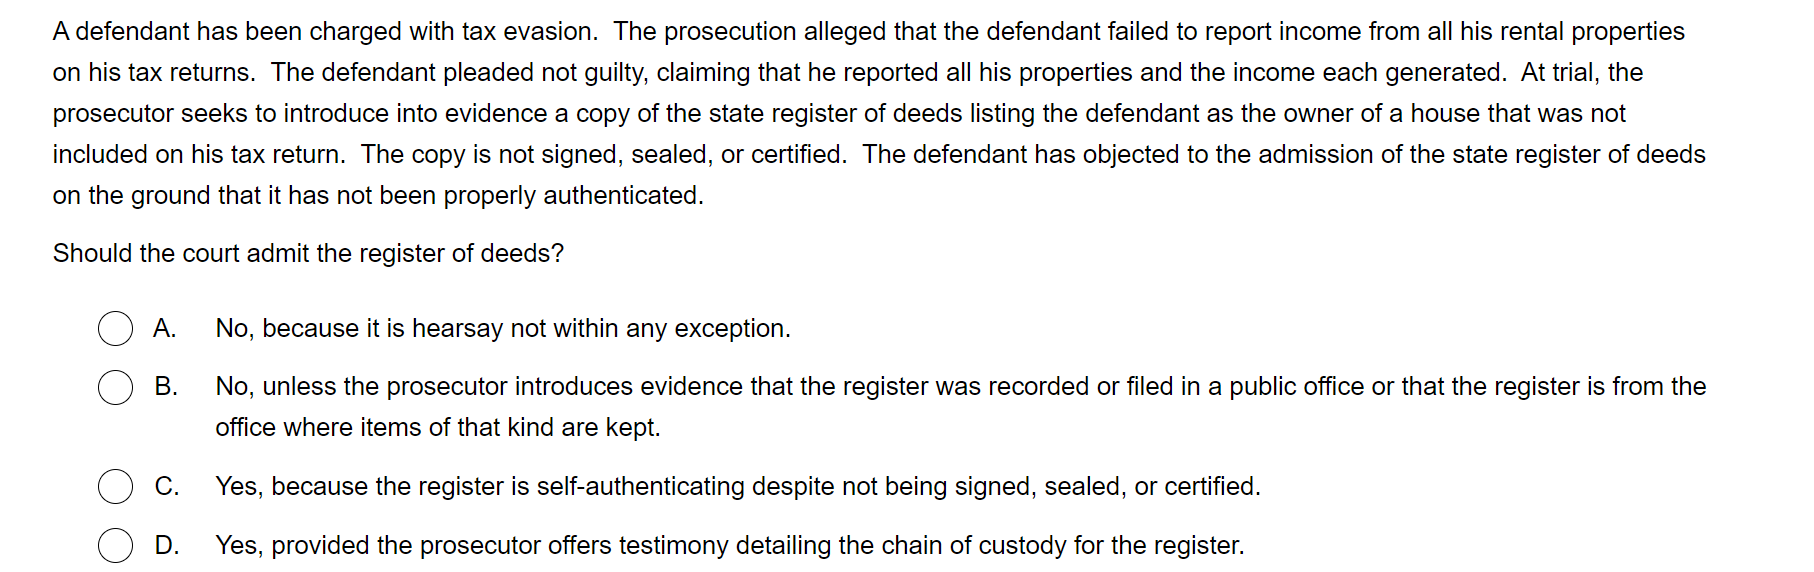 A defendant has been charged with tax evasion.  The prosecution alleged that the defendant failed to report income from all his rental properties
on his tax returns.  The defendant pleaded not guilty, claiming that he reported all his properties and the income each generated.  At trial, the
prosecutor seeks to introduce into evidence a copy of the state register of deeds listing the defendant as the owner of a house that was not
included on his tax return.  The copy is not signed, sealed, or certified.  The defendant has objected to the admission of the state register of deeds
on the ground that it has not been properly authenticated.
Should the court admit the register of deeds?
A. No, because it is hearsay not within any exception.
B. No, unless the prosecutor introduces evidence that the register was recorded or filed in a public office or that the register is from the
office where items of that kind are kept.
C. Yes, because the register is self-authenticating despite not being signed, sealed, or certified.
D. Yes, provided the prosecutor offers testimony detailing the chain of custody for the register.